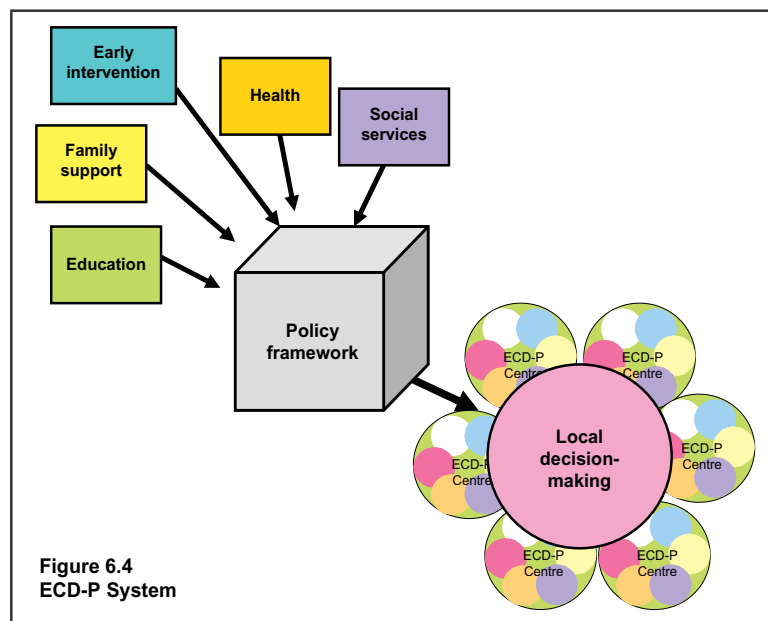 Early
intervention
Health
Social
services
Family
support
Education
Policy
framework
ECD-P
Centre
ECD-P
Centre
ECD-P
Centre
ECD-P
Centre
Local
decision-
making
ECD-P
Centre
ECD-P
Centre
Figure 6.4
ECD-P System